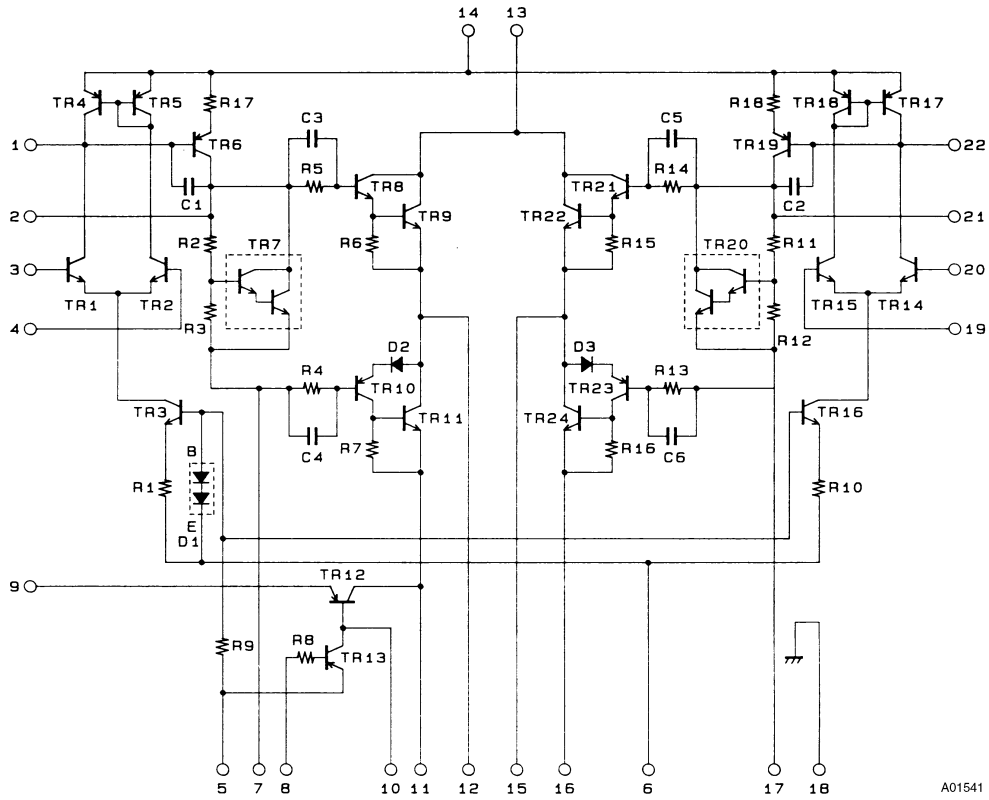 14 13
TR4 TR5 R17 R18 TR18 TR17
C3 C5
1 TR6 TR19 22
R5 R14
C1 TR8 TR21 C2
2 TR9 TR22 21
R2 TR7 R6 R15 TR20 R11
3 20
TR1 TR2 TR15 TR14
R3 R12
4 19
D2 D3
R4 TR10 TR23 R13
TR3 TR11 TR24 TR16
R7 R16
C4 C6
B
R1 R10
E
D1
9 TR12
R9 R8 TR13
5 7 8 10 11 12 15 16 6 17 18
A01541